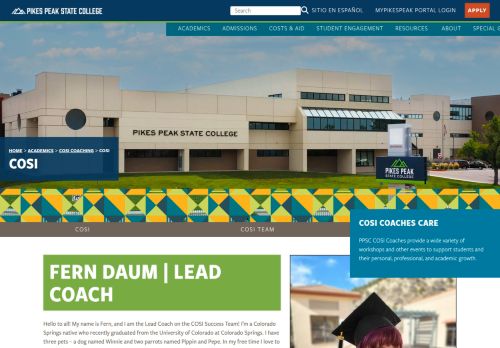 PIKES PEAK STATE COLLEGE
Search
SITIO EN ESPAÑOL
MYPIKESPEAK PORTAL LOGIN
APPLY
ACADEMICS ADMISSIONS COSTS & AID STUDENT ENGAGEMENT RESOURCES ABOUT SPECIAL &
PIKES PEAK STATE COLLEGE
HOME > ACADEMICS > COSI COACHING > COSI
COSI
PIKES PEAK
STATE COLLEGE
COSI COACHES CARE
PPSC COSI Coaches provide a wide variety of
workshops and other events to support students
and their personal, professional, and academic growth.
COSI
COSI TEAM
FERN DAUM | LEAD
COACH
Hello to all! My name is Fern, and I am the Lead Coach on the COSI Success Team! I'm a Colorado
Springs native who recently graduated from the University of Colorado at Colorado Springs. I
have three pets – a dog named Winnie and two parrots named Pippin and Pepe. In my free time I love to